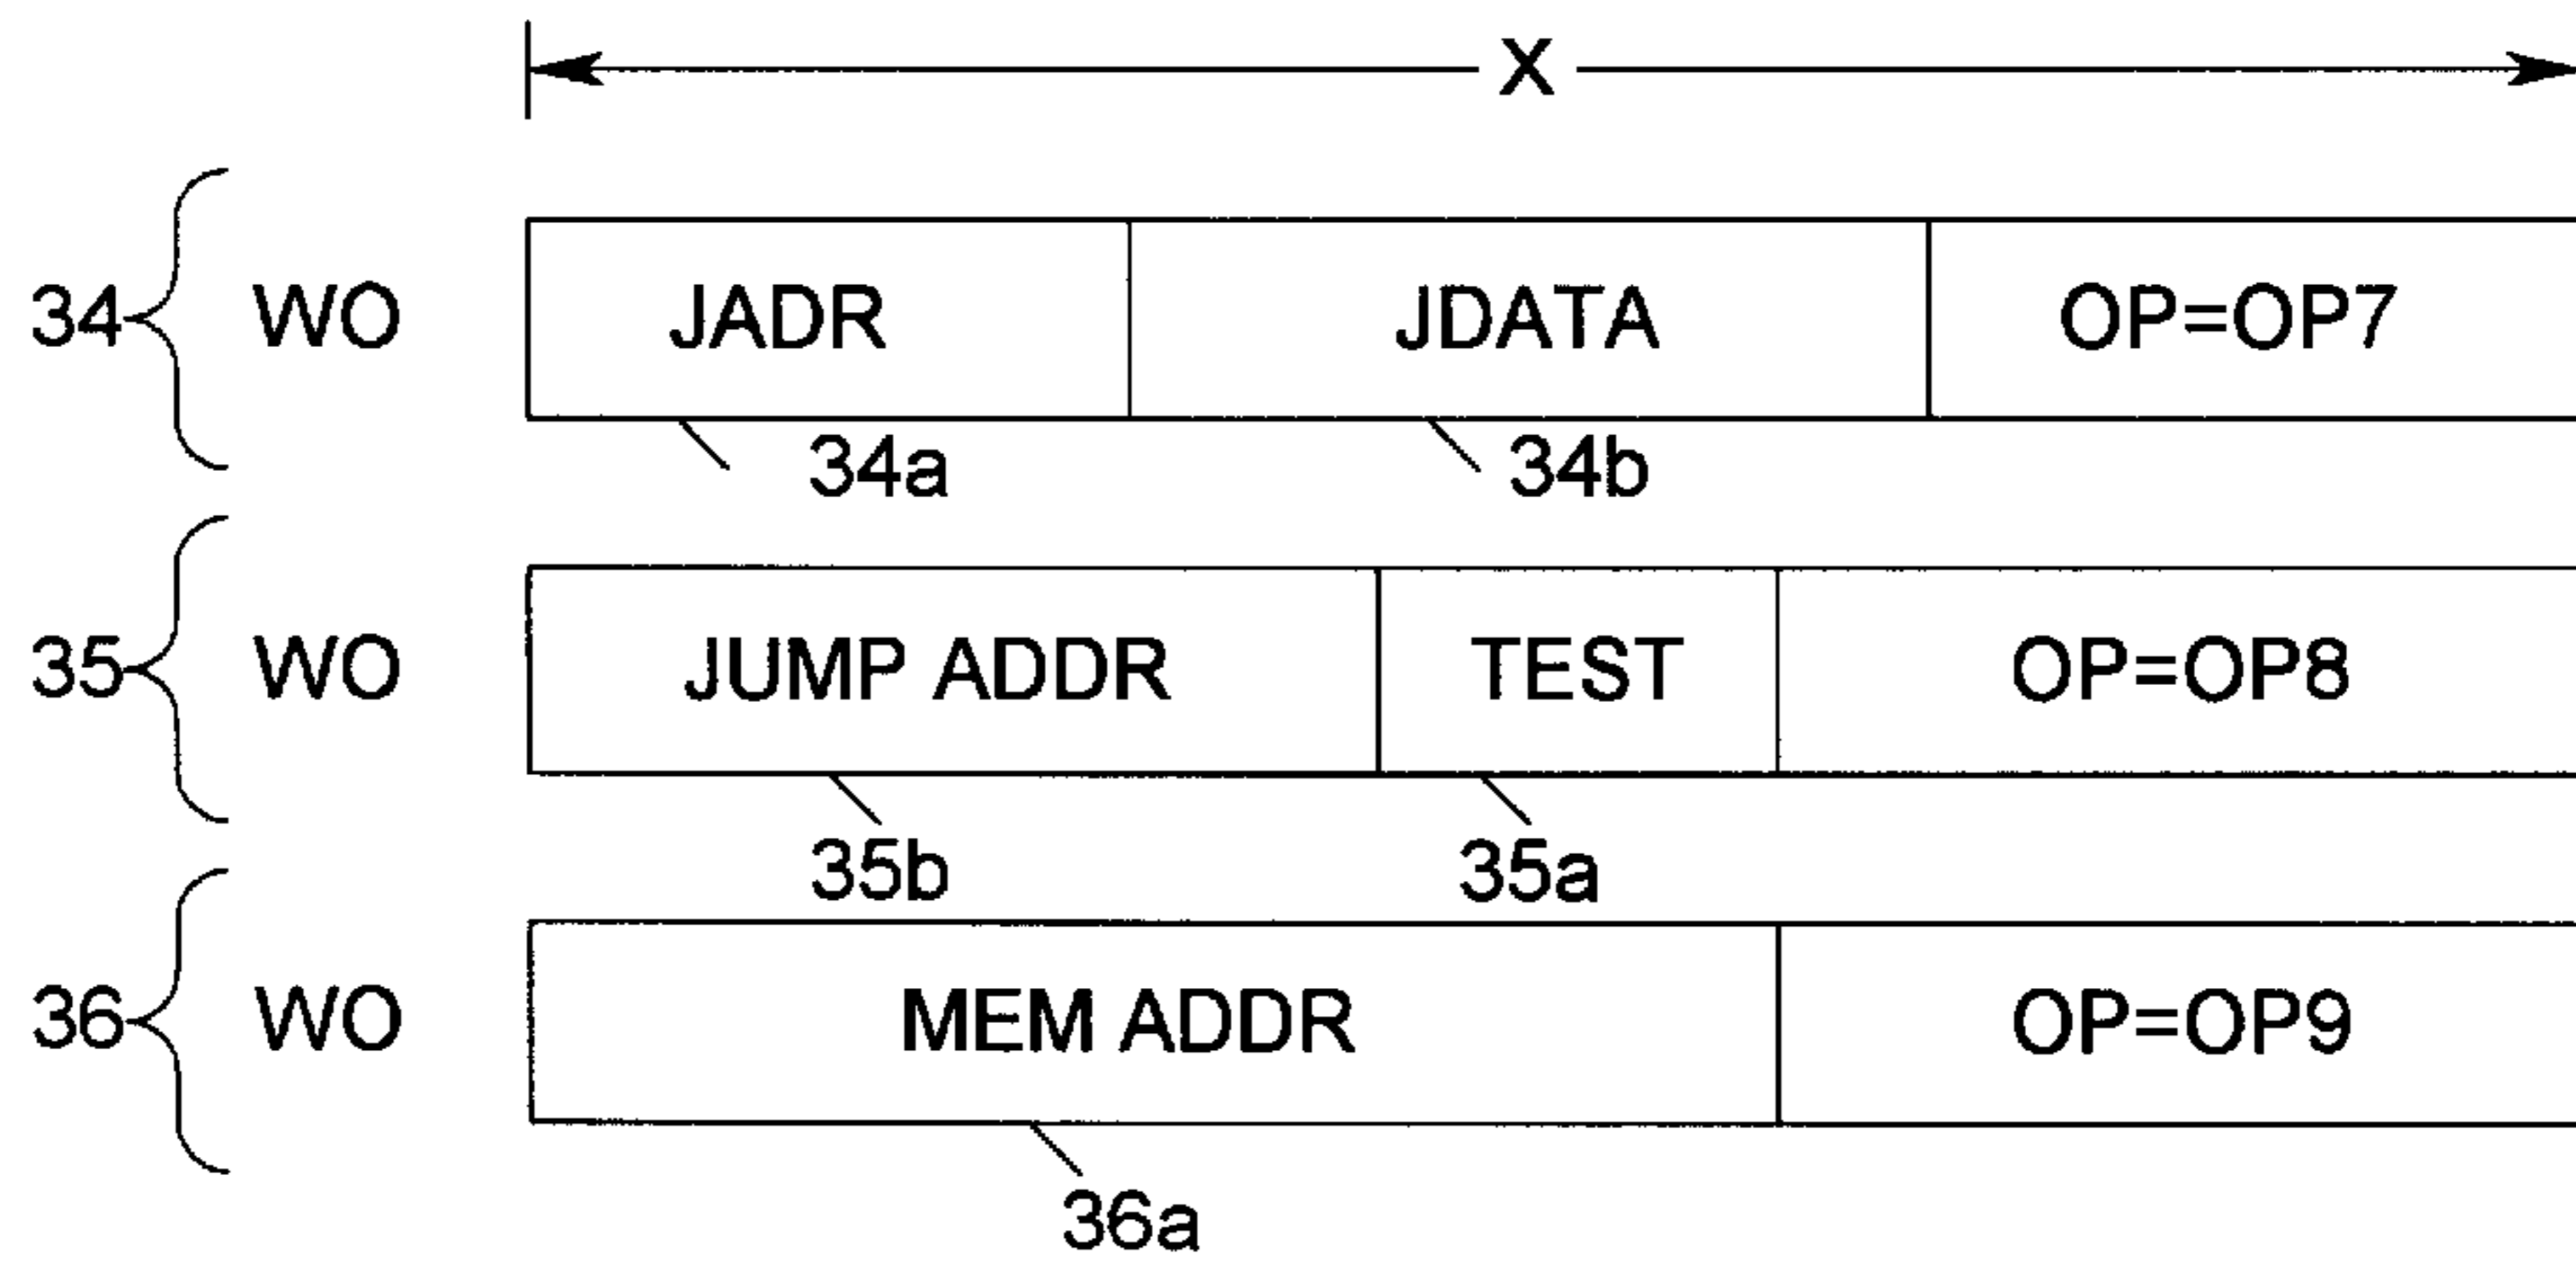 X
34 WO JADR JDATA OP=OP7
34a 34b
35 WO JUMP ADDR TEST OP=OP8
35b 35a
36 WO MEM ADDR OP=OP9
36a